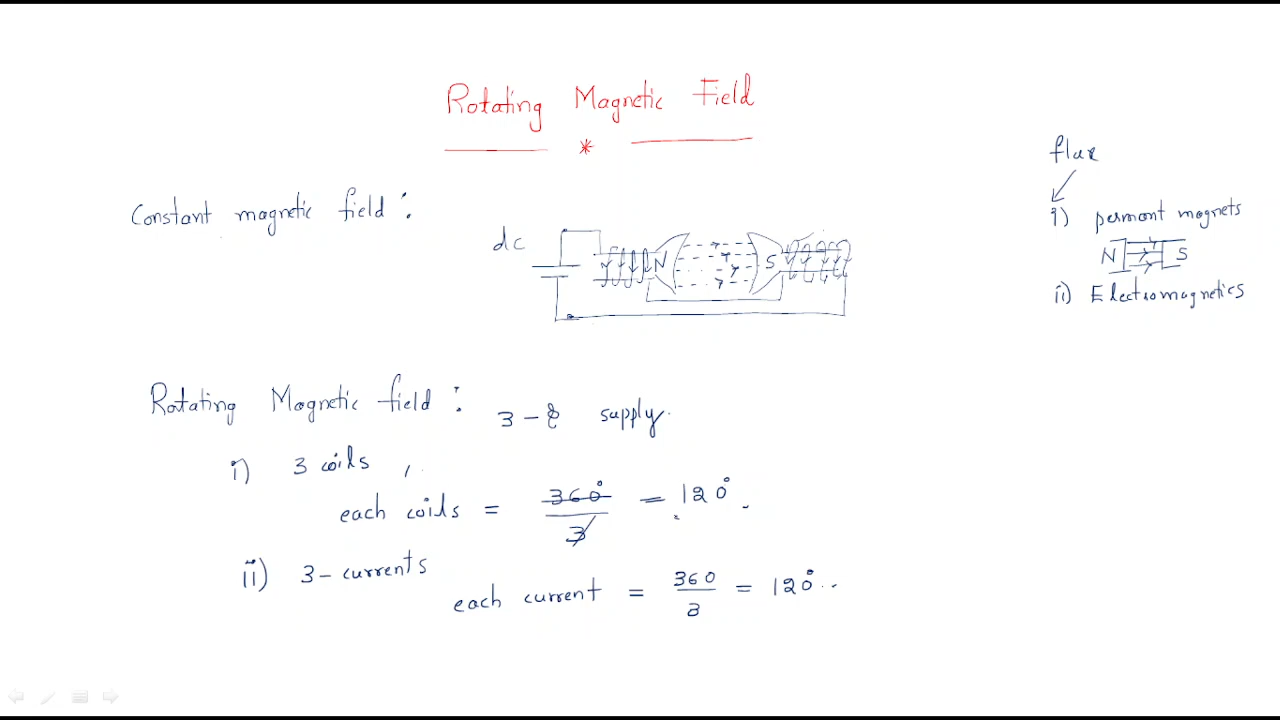 Rotating Magnetic Field
*
Constant magnetic field :
dc
N
S
flux
i) permant magnets
N S
ii) Electromagnetics
Rotating Magnetic field : 3 - supply.
i) 3 coils ,
each coils = 360°/3 = 120°.
ii) 3 - currents
each current = 360/3 = 120°..